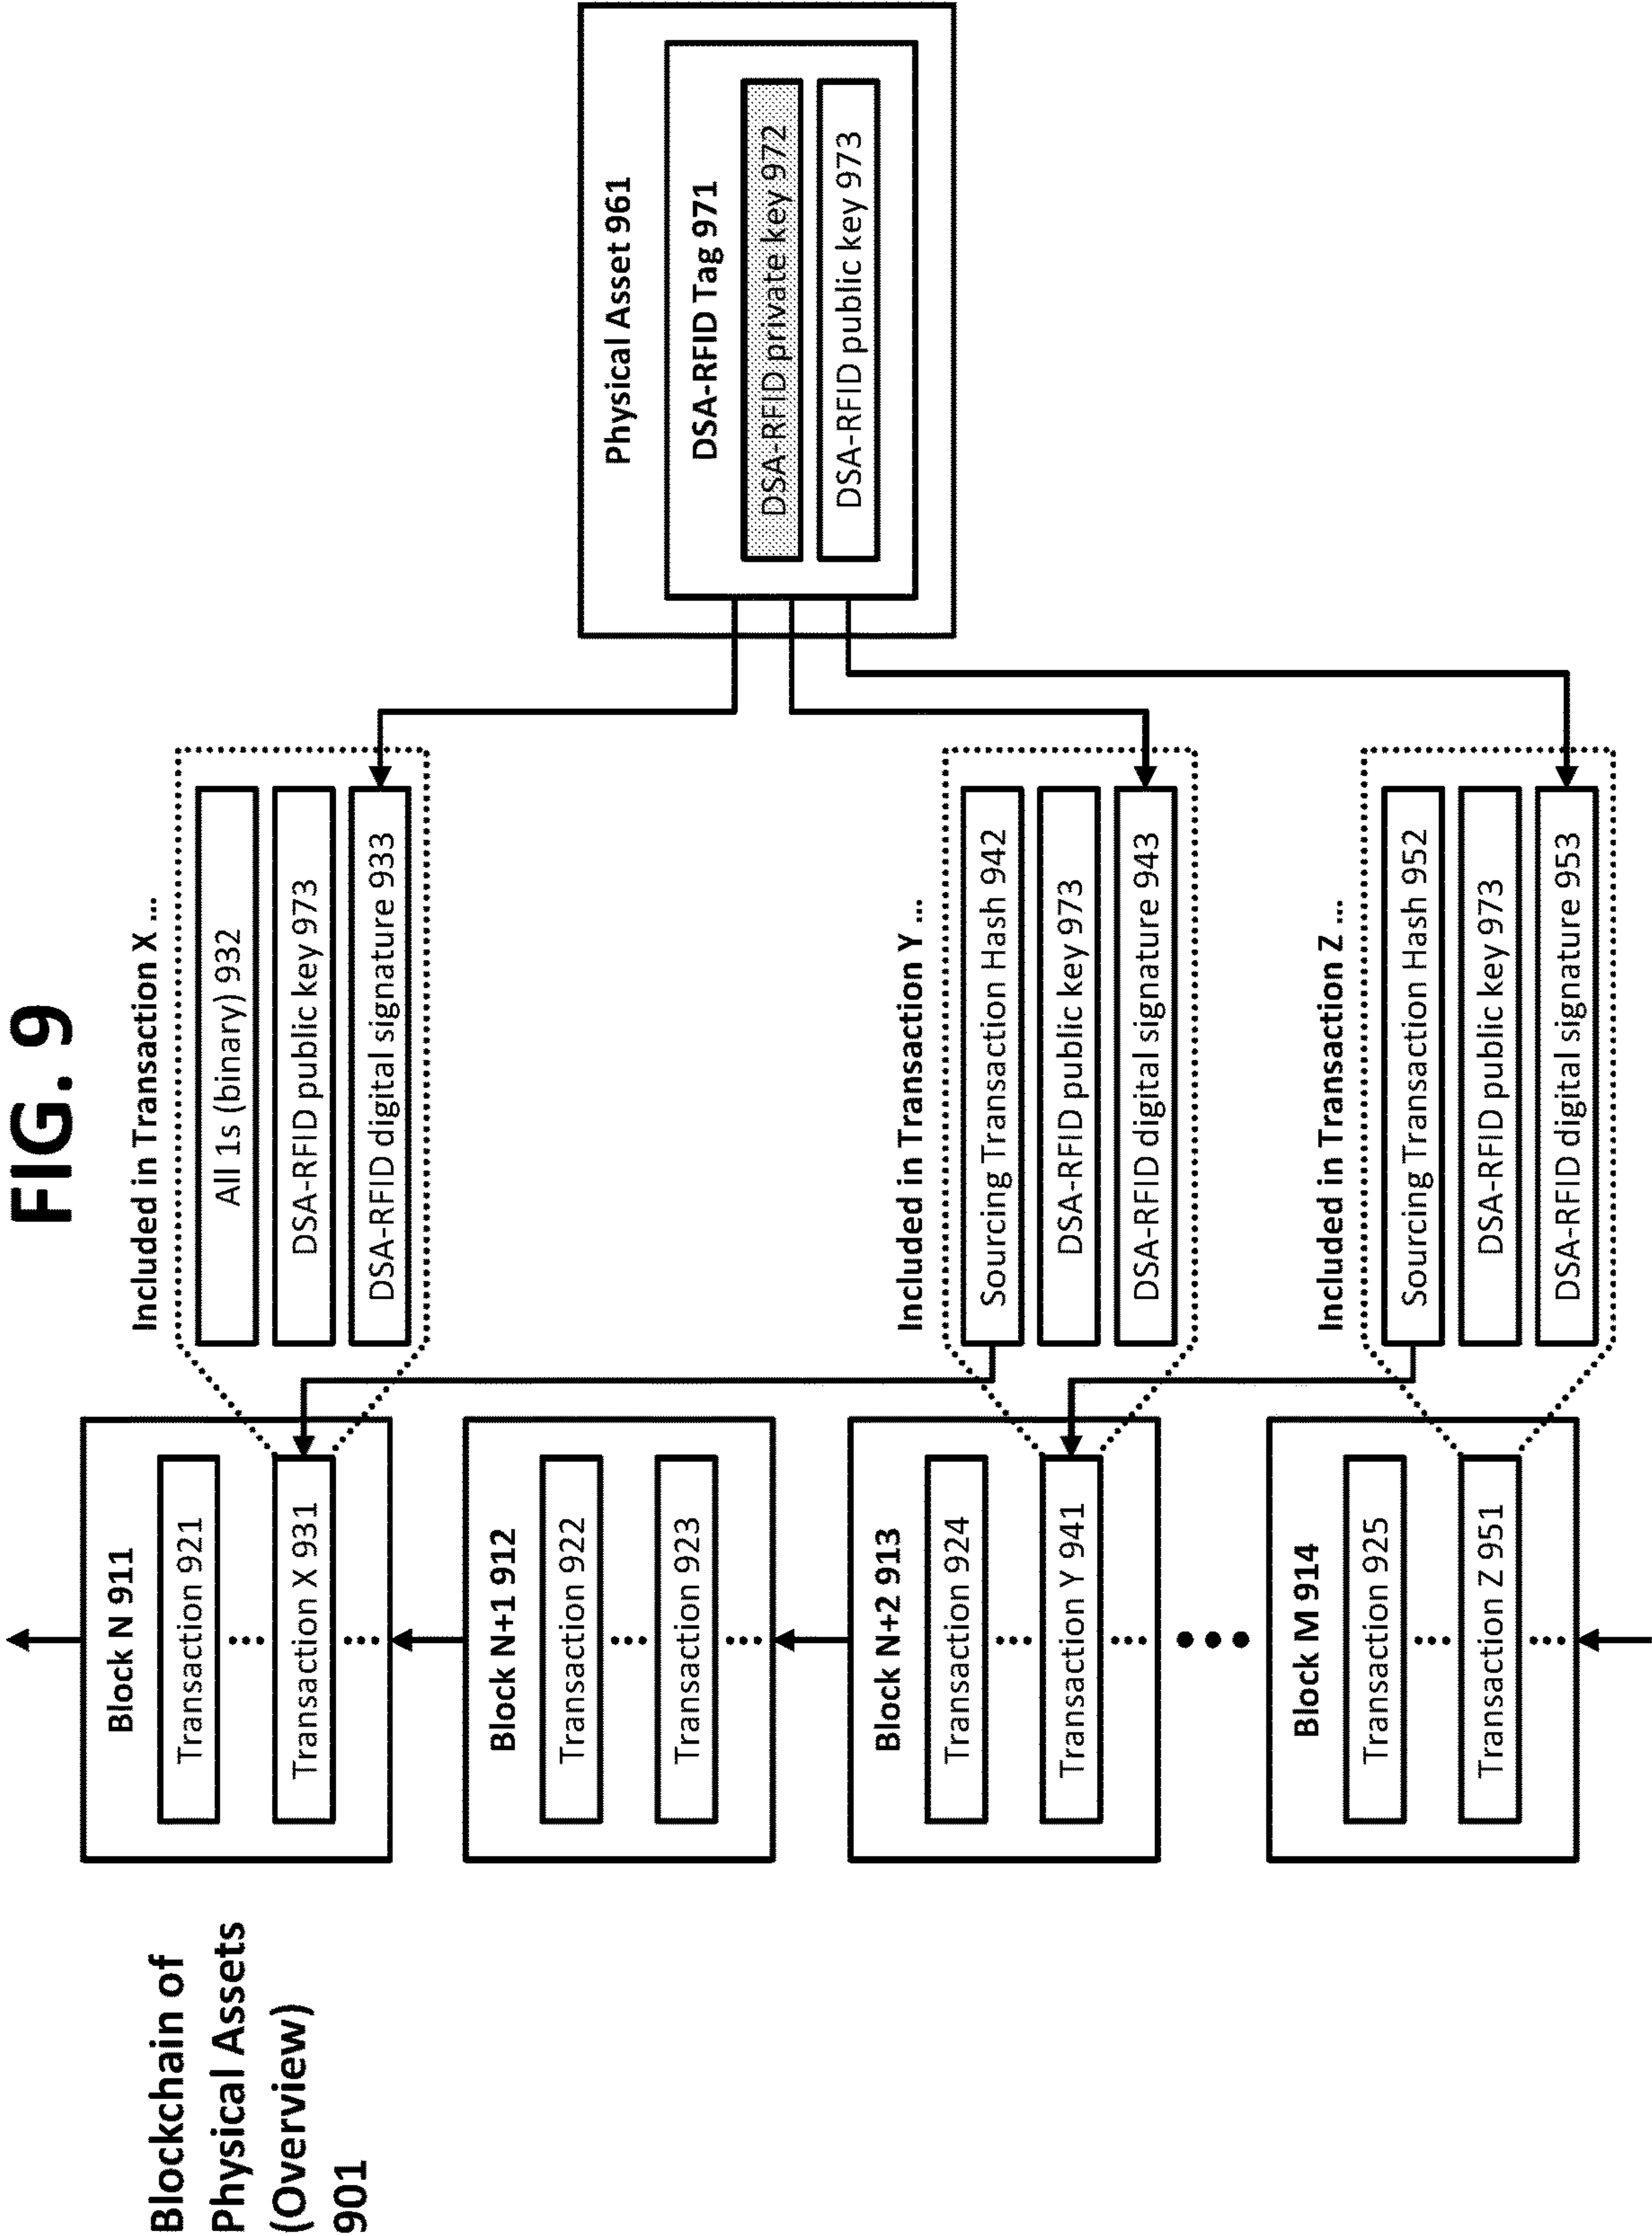 FIG. 9
Blockchain of
Physical Assets
(Overview)
901
Block N 911
Transaction 921
Transaction X 931
Block N+1 912
Transaction 922
Transaction 923
Block N+2 913
Transaction 924
Transaction Y 941
Block M 914
Transaction 925
Transaction Z 951
Included in Transaction X ...
All 1s (binary) 932
DSA-RFID public key 973
DSA-RFID digital signature 933
Included in Transaction Y ...
Sourcing Transaction Hash 942
DSA-RFID public key 973
DSA-RFID digital signature 943
Included in Transaction Z ...
Sourcing Transaction Hash 952
DSA-RFID public key 973
DSA-RFID digital signature 953
Physical Asset 961
DSA-RFID Tag 971
DSA-RFID private key 972
DSA-RFID public key 973